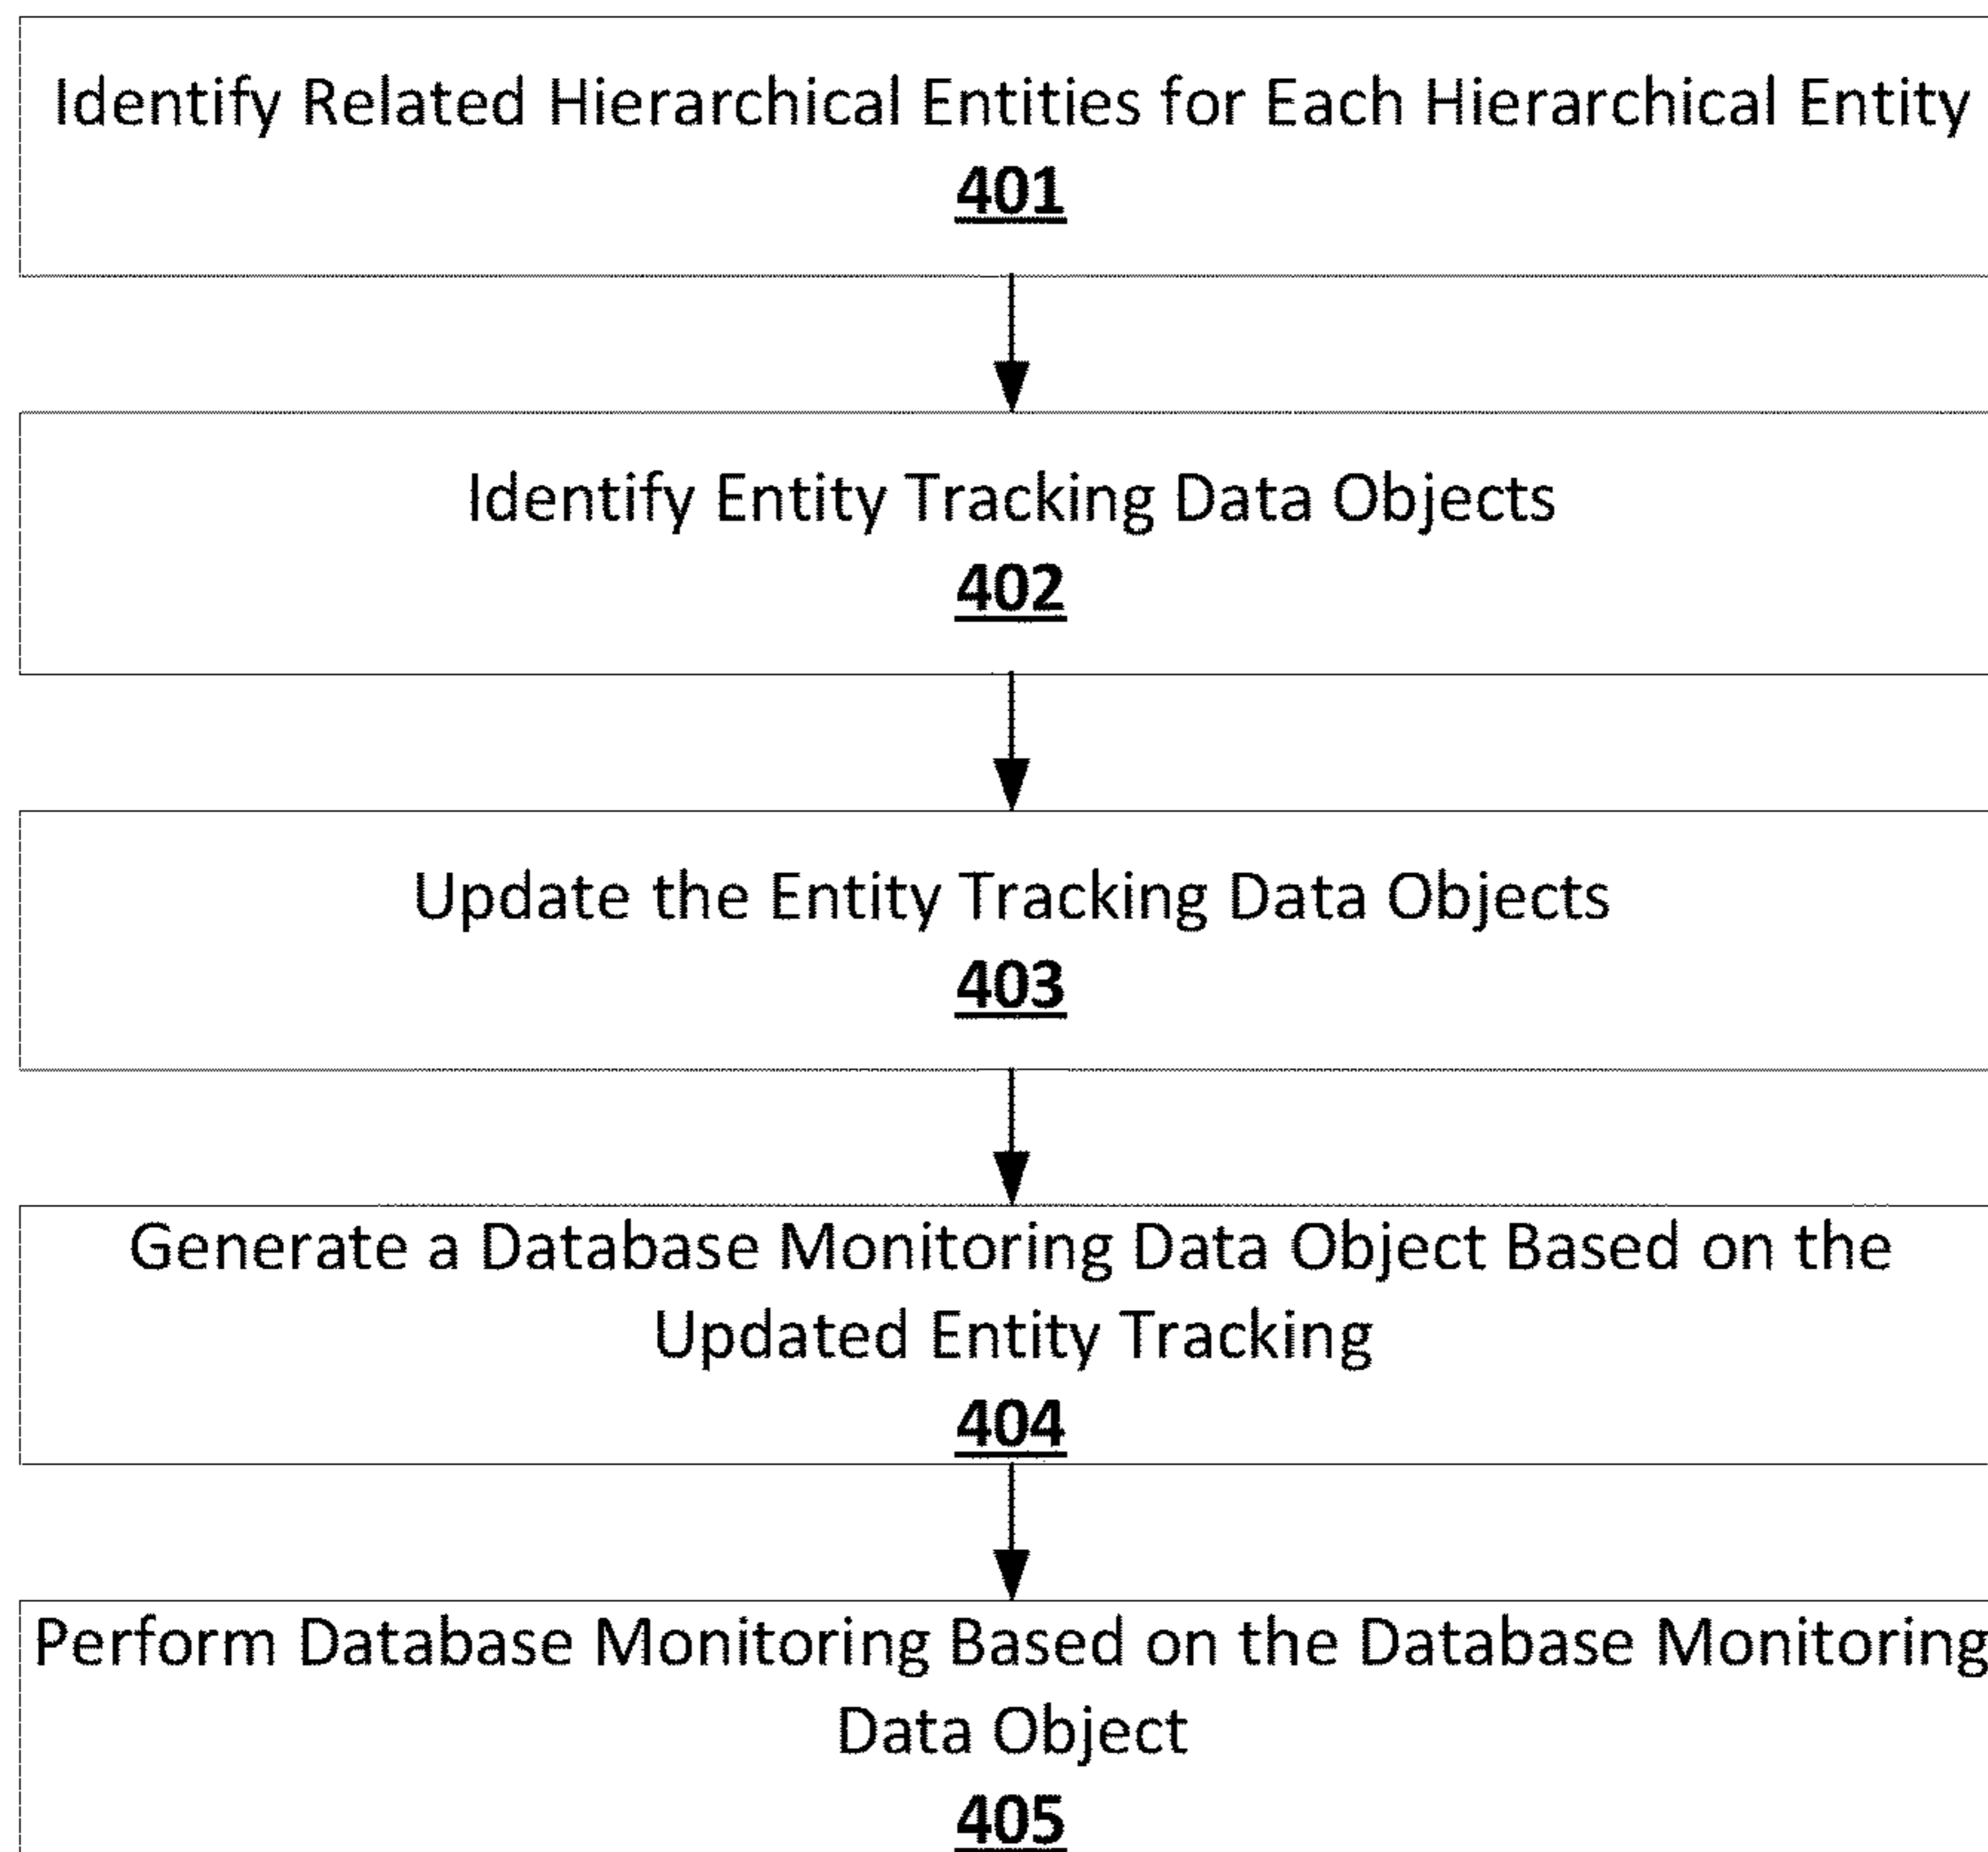 Identify Related Hierarchical Entities for Each Hierarchical Entity
401
Identify Entity Tracking Data Objects
402
Update the Entity Tracking Data Objects
403
Generate a Database Monitoring Data Object Based on the
Updated Entity Tracking
404
Perform Database Monitoring Based on the Database Monitoring
Data Object
405